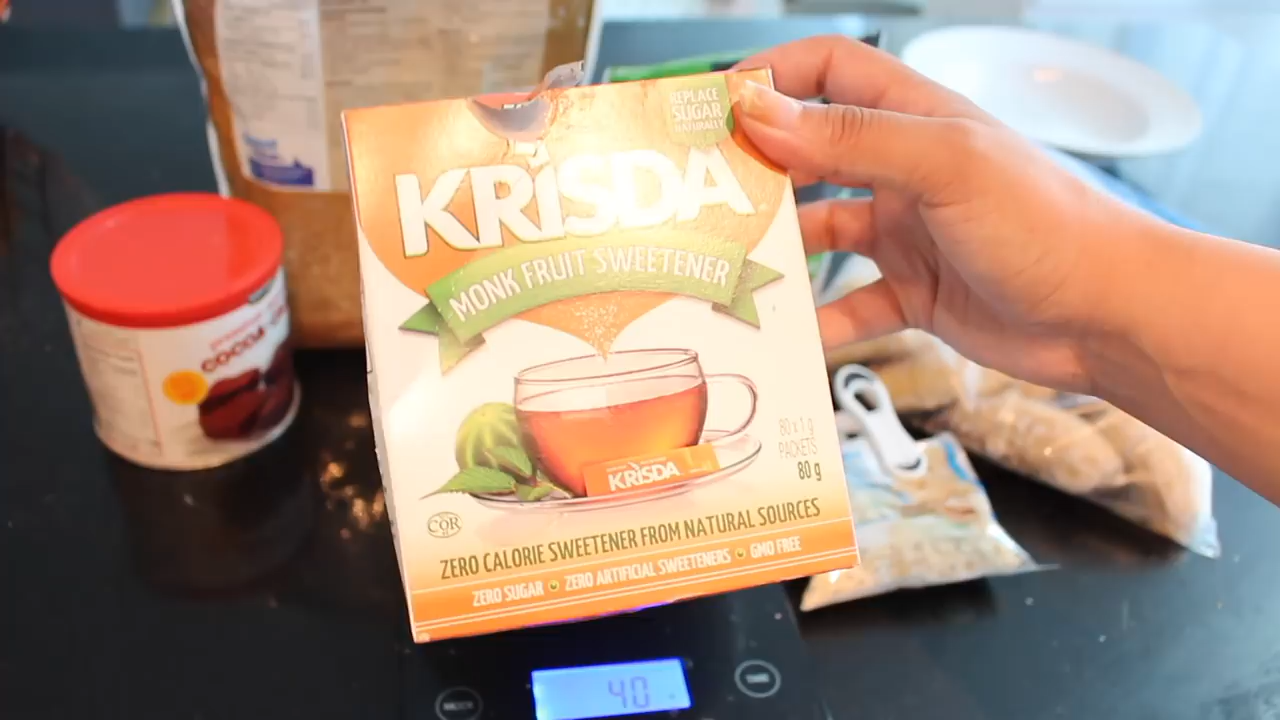 REPLACE
SUGAR
NATURALLY
KRiSDA
MONK FRUIT SWEETENER
80 x 1 g
PACKETS
80 g
KRiSDA
COR
ZERO CALORIE SWEETENER FROM NATURAL SOURCES
ZERO SUGAR • ZERO ARTIFICIAL SWEETENERS • GMO FREE
COCOA
40
TARE